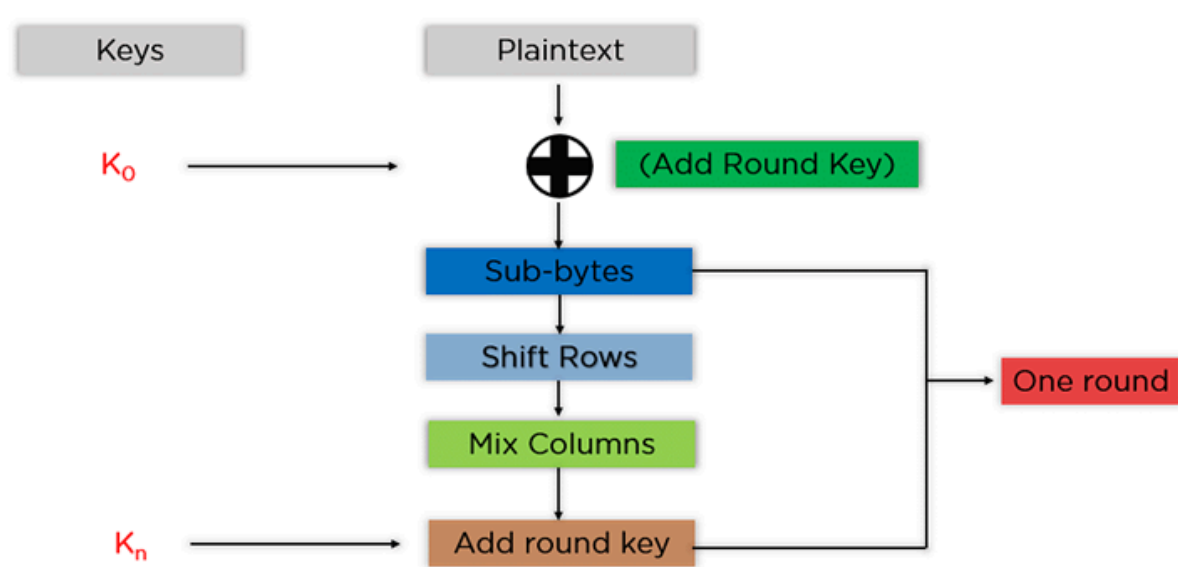 Keys
Plaintext
K₀
(Add Round Key)
Sub-bytes
Shift Rows
One round
Mix Columns
Kₙ
Add round key